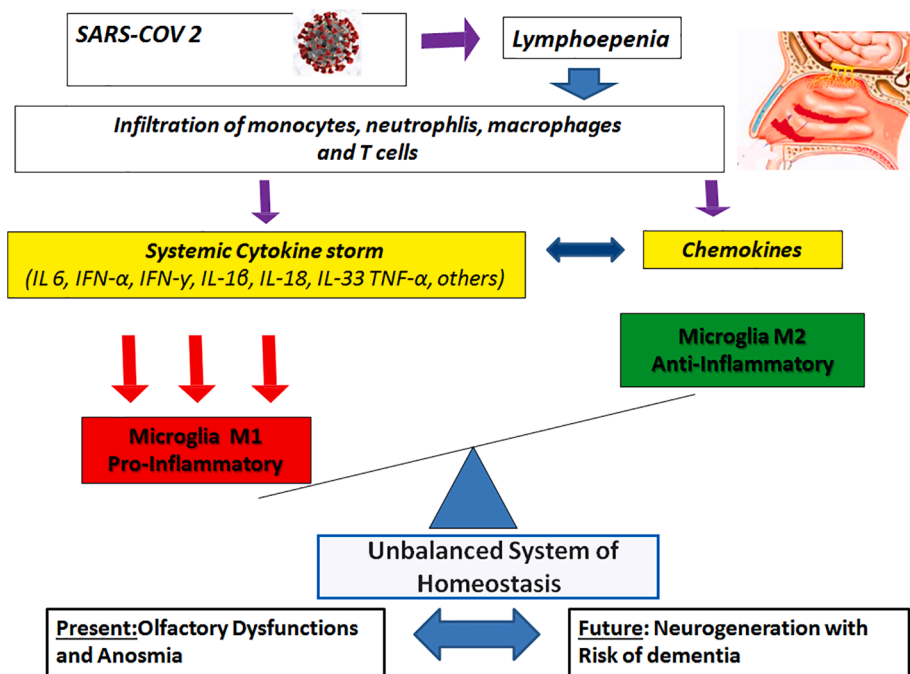 SARS-COV 2
Lymphoepenia
Infiltration of monocytes, neutrophlis, macrophages
and T cells
Systemic Cytokine storm
(IL 6, IFN-α, IFN-γ, IL-1β, IL-18, IL-33 TNF-α, others)
Chemokines
Microglia M2
Anti-Inflammatory
Microglia M1
Pro-Inflammatory
Unbalanced System of
Homeostasis
Present:Olfactory Dysfunctions
and Anosmia
Future: Neurogeneration with
Risk of dementia